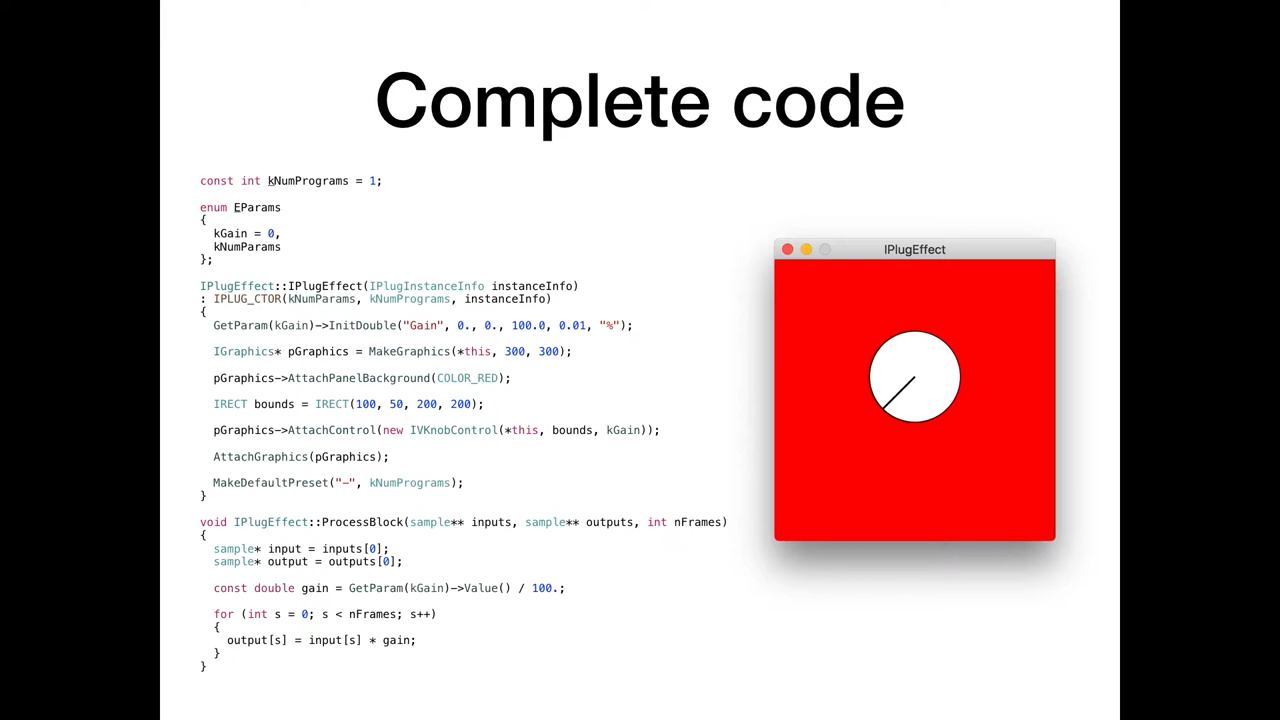 Complete code
const int kNumPrograms = 1;
enum EParams
{
kGain = 0,
kNumParams
};
IPlugEffect::IPlugEffect(IPlugInstanceInfo instanceInfo)
: IPLUG_CTOR(kNumParams, kNumPrograms, instanceInfo)
{
GetParam(kGain)->InitDouble("Gain", 0., 0., 100.0, 0.01, "%");
IGraphics* pGraphics = MakeGraphics(*this, 300, 300);
pGraphics->AttachPanelBackground(COLOR_RED);
IRECT bounds = IRECT(100, 50, 200, 200);
pGraphics->AttachControl(new IVKnobControl(*this, bounds, kGain));
AttachGraphics(pGraphics);
MakeDefaultPreset("-", kNumPrograms);
}
void IPlugEffect::ProcessBlock(sample** inputs, sample** outputs, int nFrames)
{
sample* input = inputs[0];
sample* output = outputs[0];
const double gain = GetParam(kGain)->Value() / 100.;
for (int s = 0; s < nFrames; s++)
{
output[s] = input[s] * gain;
}
}
IPlugEffect